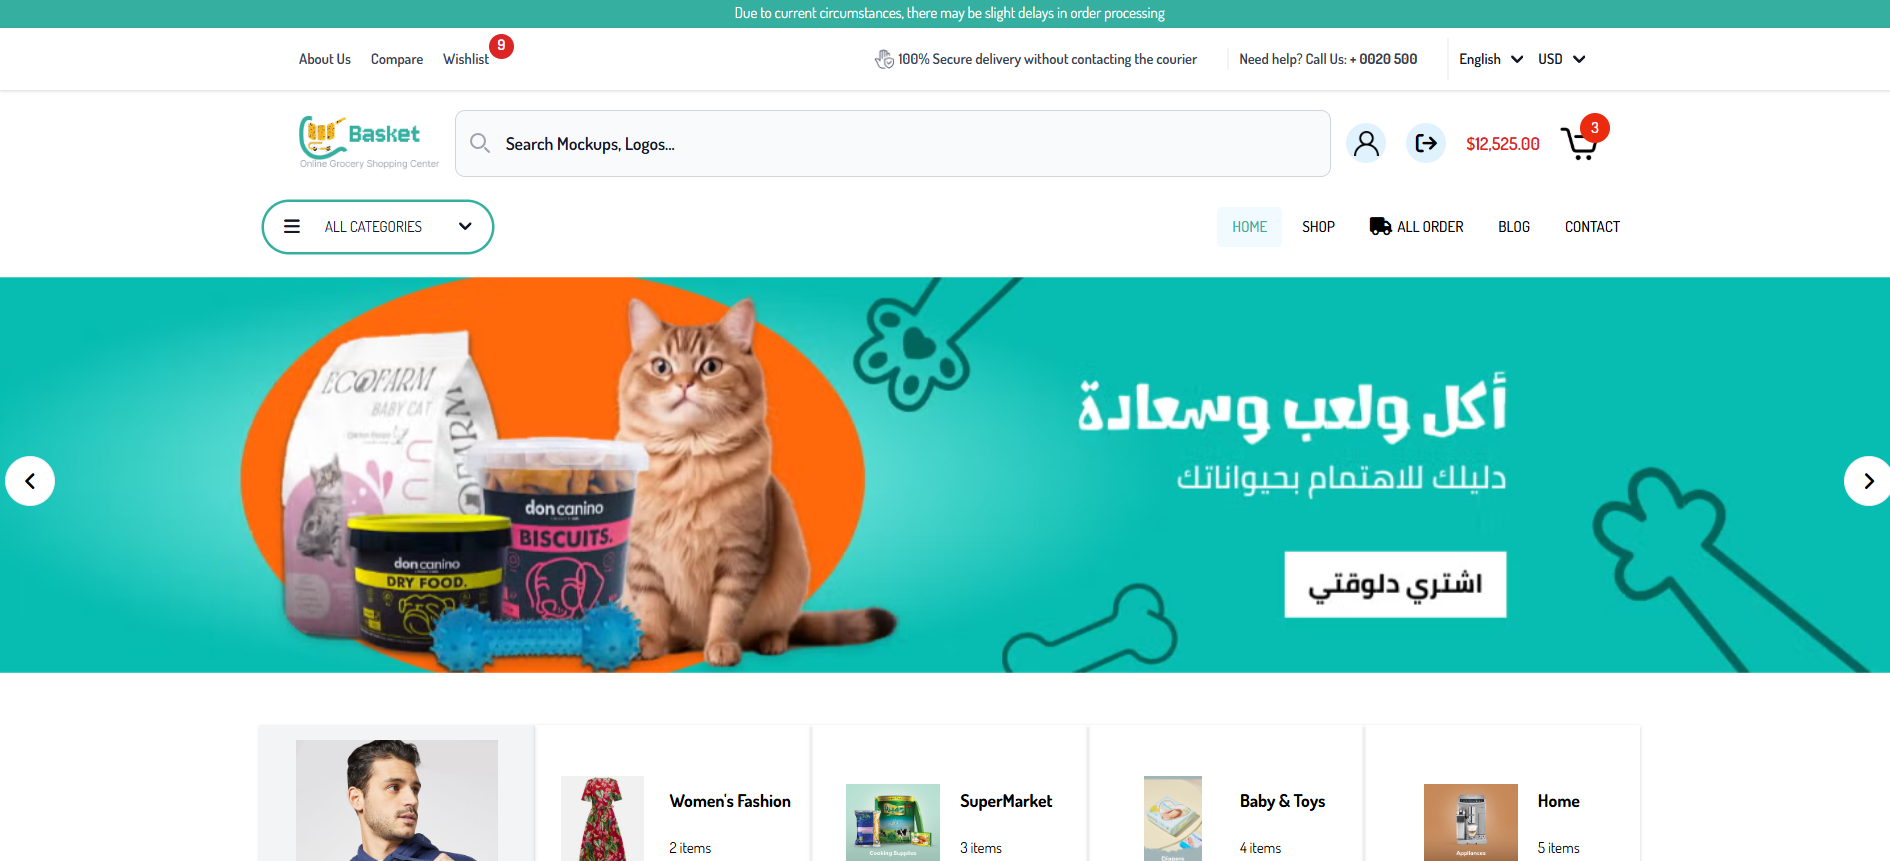 Due to current circumstances, there may be slight delays in order processing
About Us Compare Wishlist 9
100% Secure delivery without contacting the courier
Need help? Call Us: + 0020 500
English USD
Basket
Online Grocery Shopping Center
Search Mockups, Logos...
$12,525.00 3
ALL CATEGORIES
HOME SHOP ALL ORDER BLOG CONTACT
ECOFARM
BABY CAT
don canino
BISCUITS.
don canino
DRY FOOD.
أكل ولعب وسعادة
دليلك للاهتمام بحيواناتك
اشتري دلوقتي
Women's Fashion
2 items
SuperMarket
3 items
Cooking Supplies
Baby & Toys
4 items
Diapers
Home
5 items
Appliances